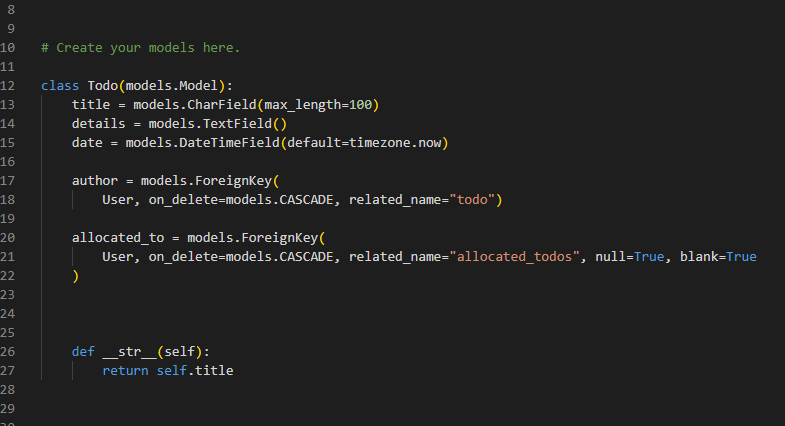 8
9
10 # Create your models here.
11
12 class Todo(models.Model):
13 title = models.CharField(max_length=100)
14 details = models.TextField()
15 date = models.DateTimeField(default=timezone.now)
16
17 author = models.ForeignKey(
18 User, on_delete=models.CASCADE, related_name="todo")
19
20 allocated_to = models.ForeignKey(
21 User, on_delete=models.CASCADE, related_name="allocated_todos", null=True, blank=True
22 )
23
24
25
26 def __str__(self):
27 return self.title
28
29